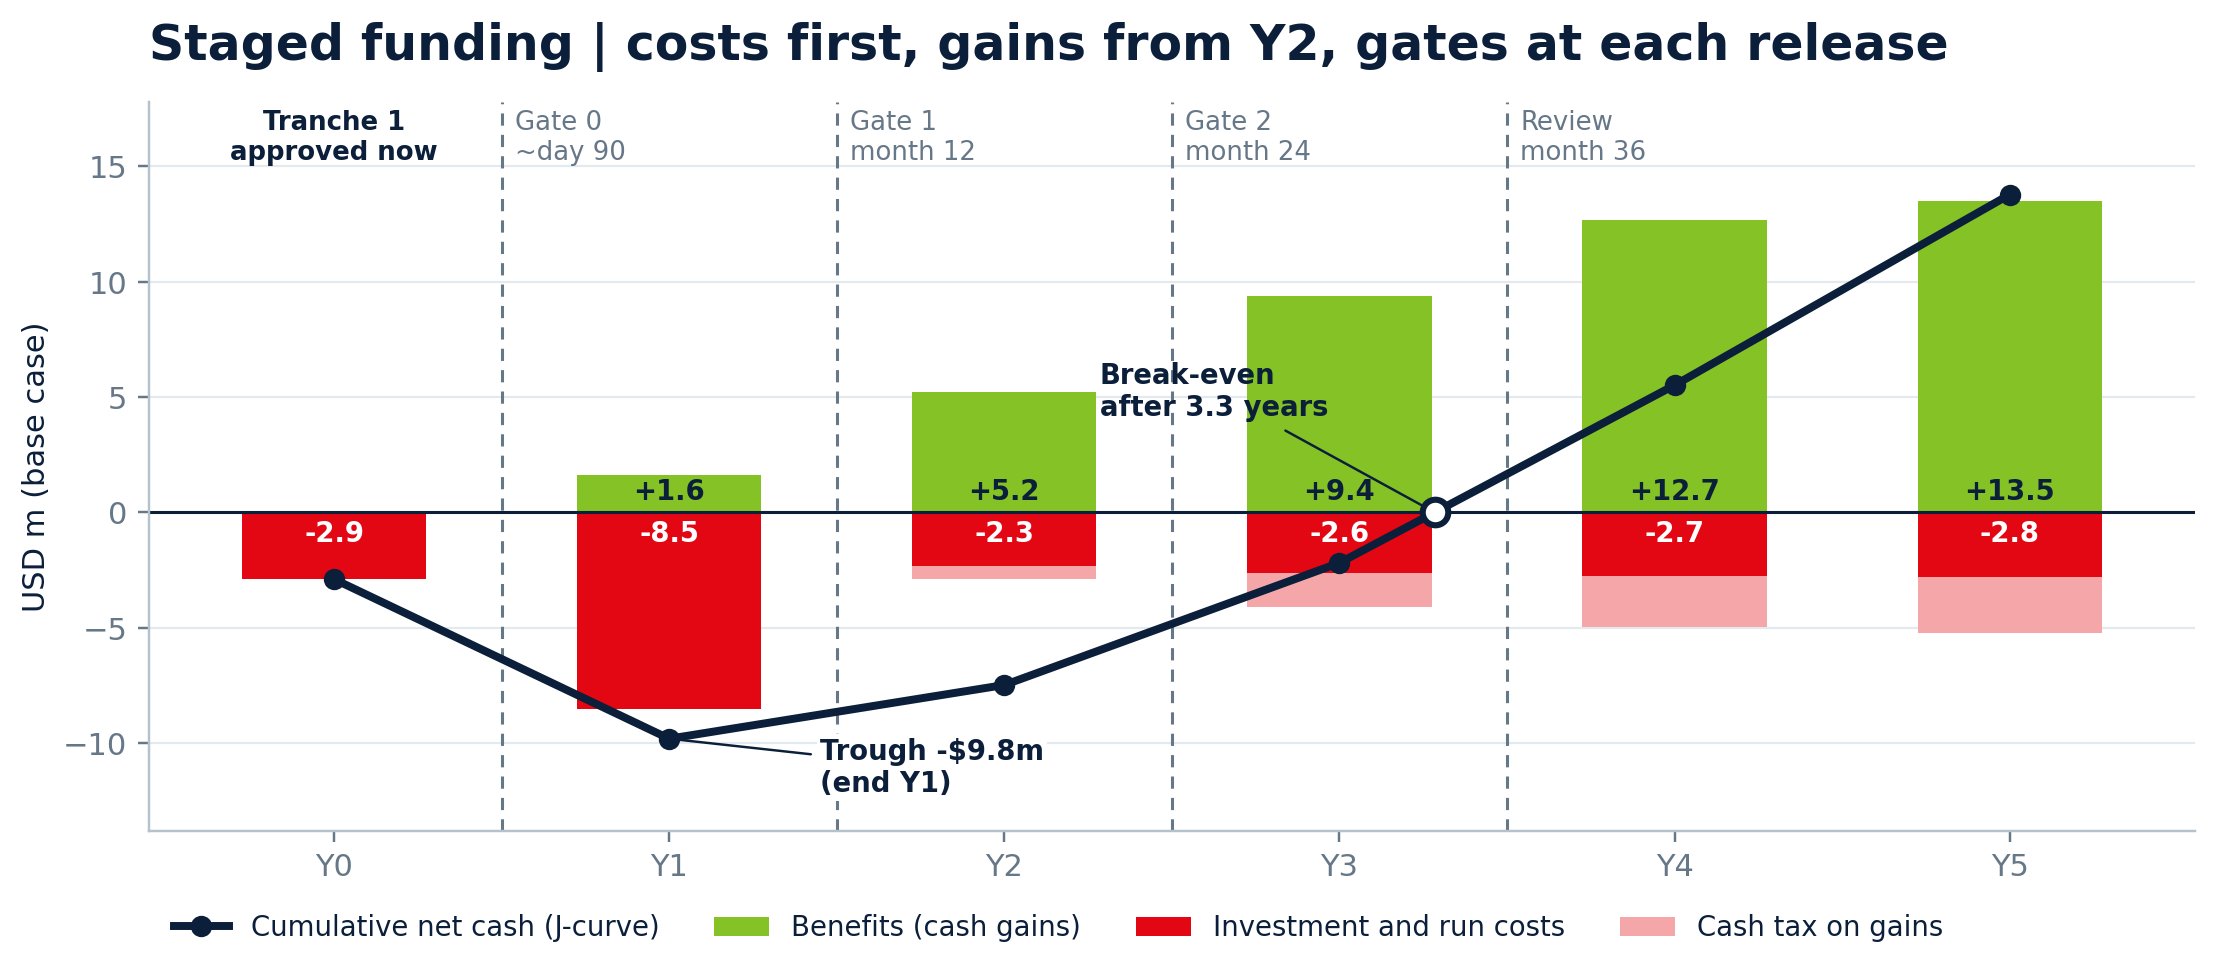 Staged funding | costs first, gains from Y2, gates at each release
Tranche 1
approved now
Gate 0
~day 90
Gate 1
month 12
Gate 2
month 24
Review
month 36
USD m (base case)
15
10
5
0
−5
−10
Break-even
after 3.3 years
+1.6
+5.2
+9.4
+12.7
+13.5
-2.9
-8.5
-2.3
-2.6
-2.7
-2.8
Trough -$9.8m
(end Y1)
Y0
Y1
Y2
Y3
Y4
Y5
Cumulative net cash (J-curve)
Benefits (cash gains)
Investment and run costs
Cash tax on gains